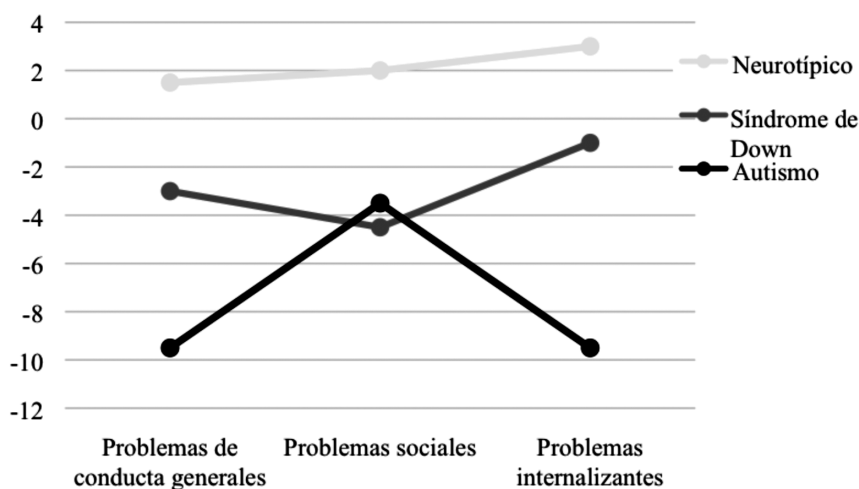 4
2
0
-2
-4
-6
-8
-10
-12
Problemas de
conducta generales
Problemas sociales
Problemas
internalizantes
Neurotípico
Síndrome de
Down
Autismo